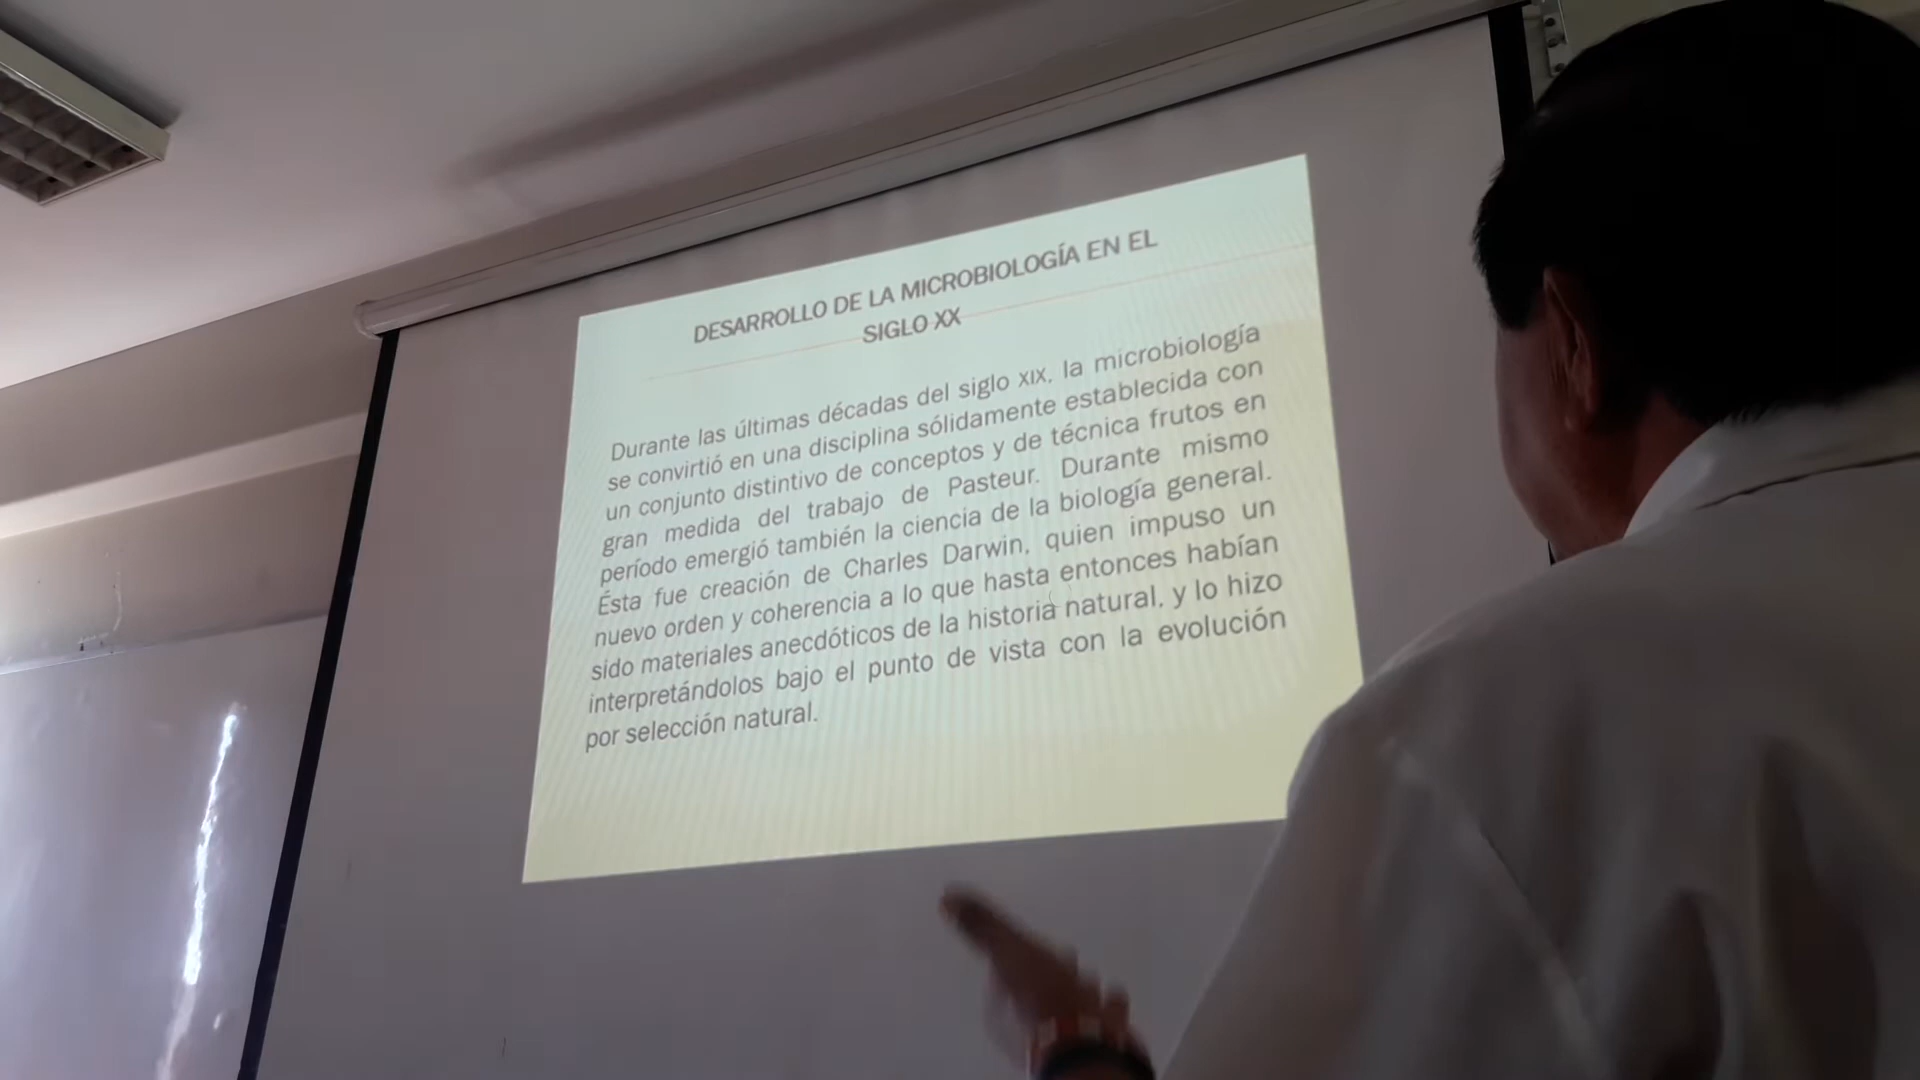 DESARROLLO DE LA MICROBIOLOGÍA EN EL
SIGLO XX
Durante las últimas décadas del siglo XIX, la microbiología
se convirtió en una disciplina sólidamente establecida con
un conjunto distintivo de conceptos y de técnica frutos en
gran medida del trabajo de Pasteur. Durante mismo
período emergió también la ciencia de la biología general.
Ésta fue creación de Charles Darwin, quien impuso un
nuevo orden y coherencia a lo que hasta entonces habían
sido materiales anecdóticos de la historia natural, y lo hizo
interpretándolos bajo el punto de vista con la evolución
por selección natural.